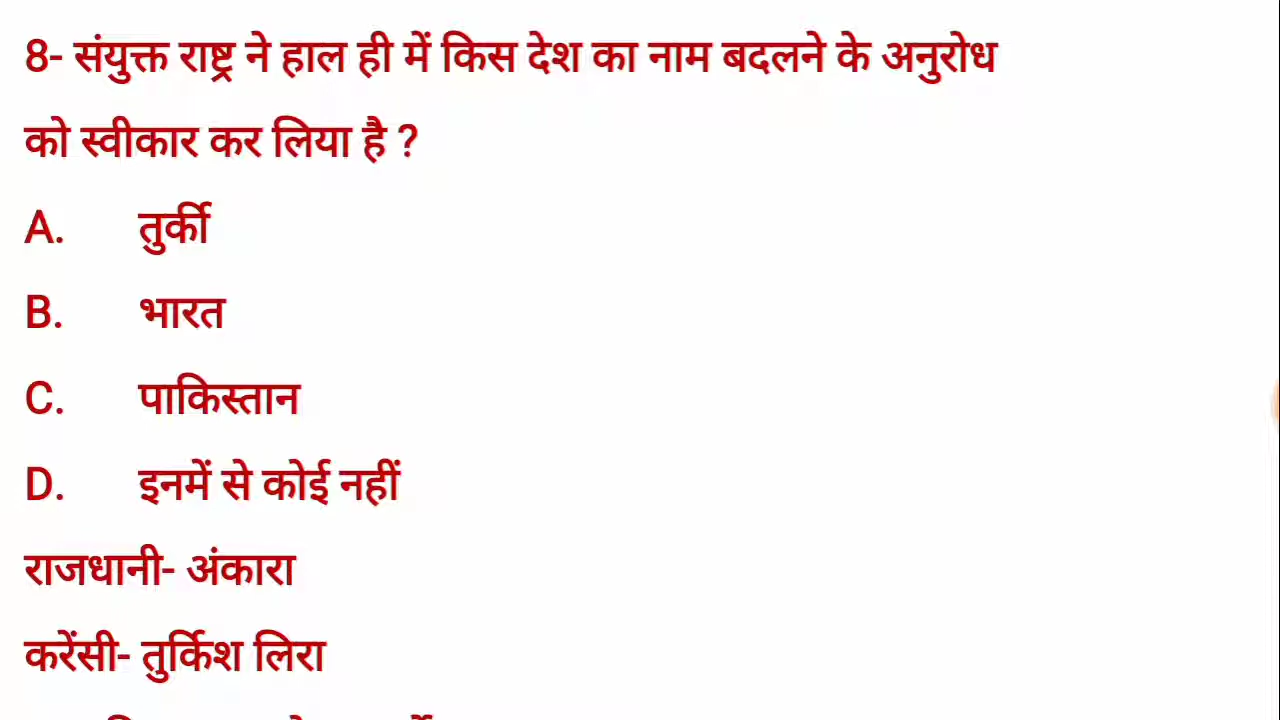 8- संयुक्त राष्ट्र ने हाल ही में किस देश का नाम बदलने के अनुरोध
को स्वीकार कर लिया है ?
A. तुर्की
B. भारत
C. पाकिस्तान
D. इनमें से कोई नहीं
राजधानी- अंकारा
करेंसी- तुर्किश लिरा